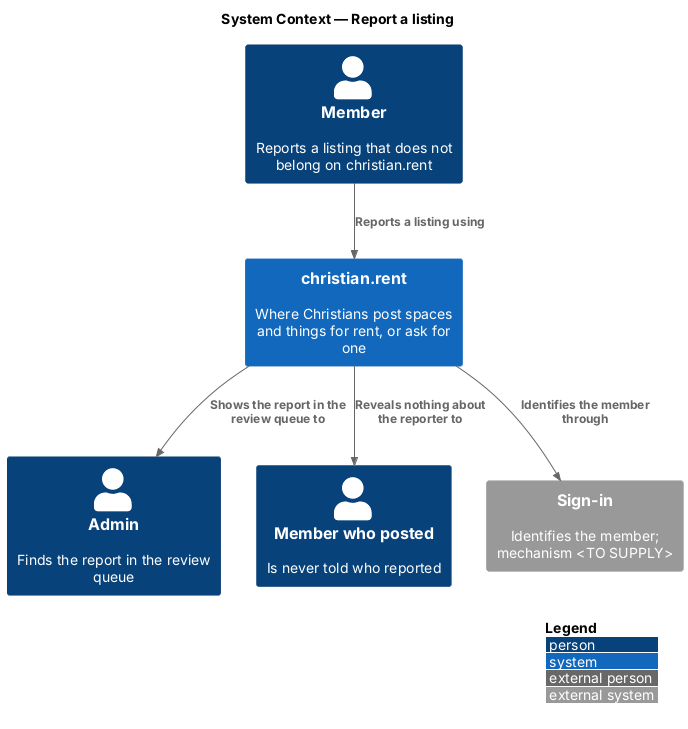 System Context — Report a listing
Member
Reports a listing that does not
belong on christian.rent
Reports a listing using
christian.rent
Where Christians post spaces
and things for rent, or ask for
one
Shows the report in the
review queue to
Reveals nothing about
the reporter to
Identifies the member
through
Admin
Finds the report in the review
queue
Member who posted
Is never told who reported
Sign-in
Identifies the member;
mechanism <TO SUPPLY>
Legend
person
system
external person
external system